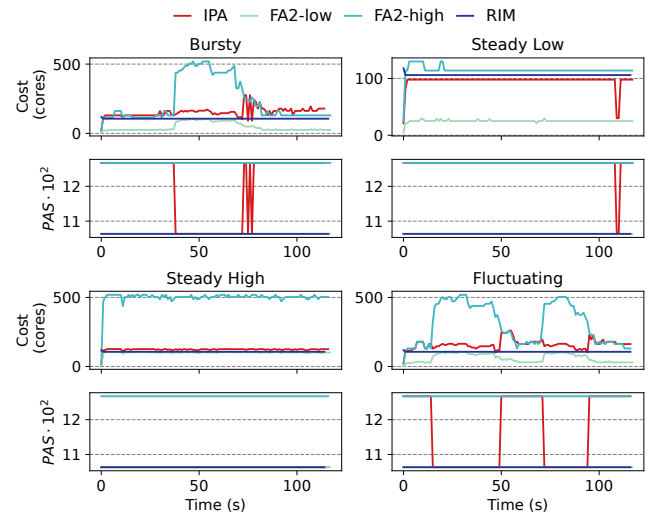 IPA FA2-low FA2-high RIM
Bursty
Steady Low
Cost
(cores)
500
0
100
0
PAS · 10²
12
11
12
11
0 50 100
0 50 100
Steady High
Fluctuating
Cost
(cores)
500
0
500
0
PAS · 10²
12
11
12
11
0 50 100
0 50 100
Time (s)
Time (s)